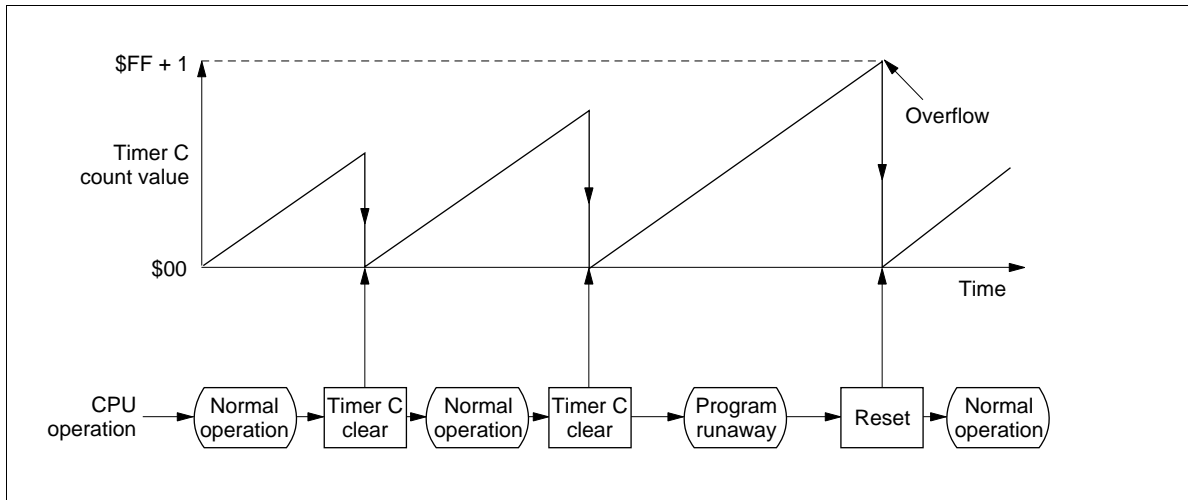 $FF + 1
Overflow
Timer C
count value
$00
Time
CPU
operation
Normal
operation
Timer C
clear
Normal
operation
Timer C
clear
Program
runaway
Reset
Normal
operation